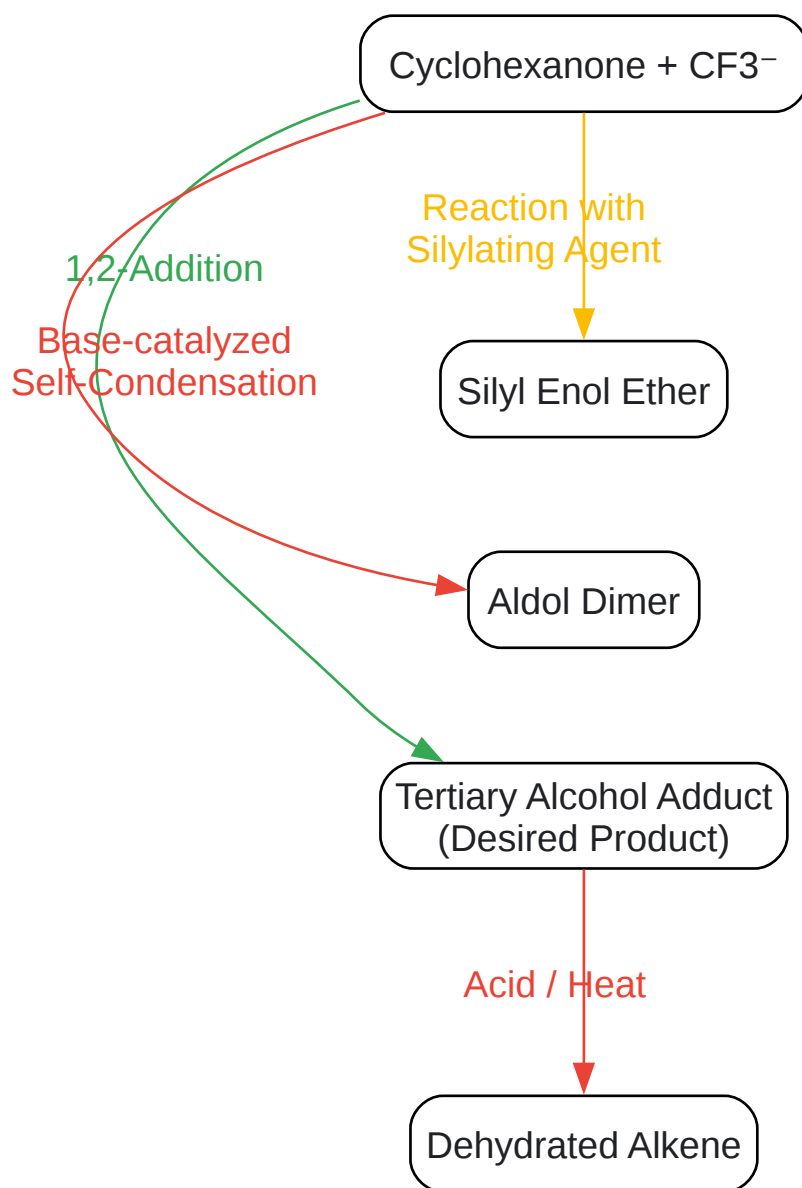 Cyclohexanone + CF3⁻
Reaction with
Silylating Agent
1,2-Addition
Base-catalyzed
Self-Condensation
Silyl Enol Ether
Aldol Dimer
Tertiary Alcohol Adduct
(Desired Product)
Acid / Heat
Dehydrated Alkene